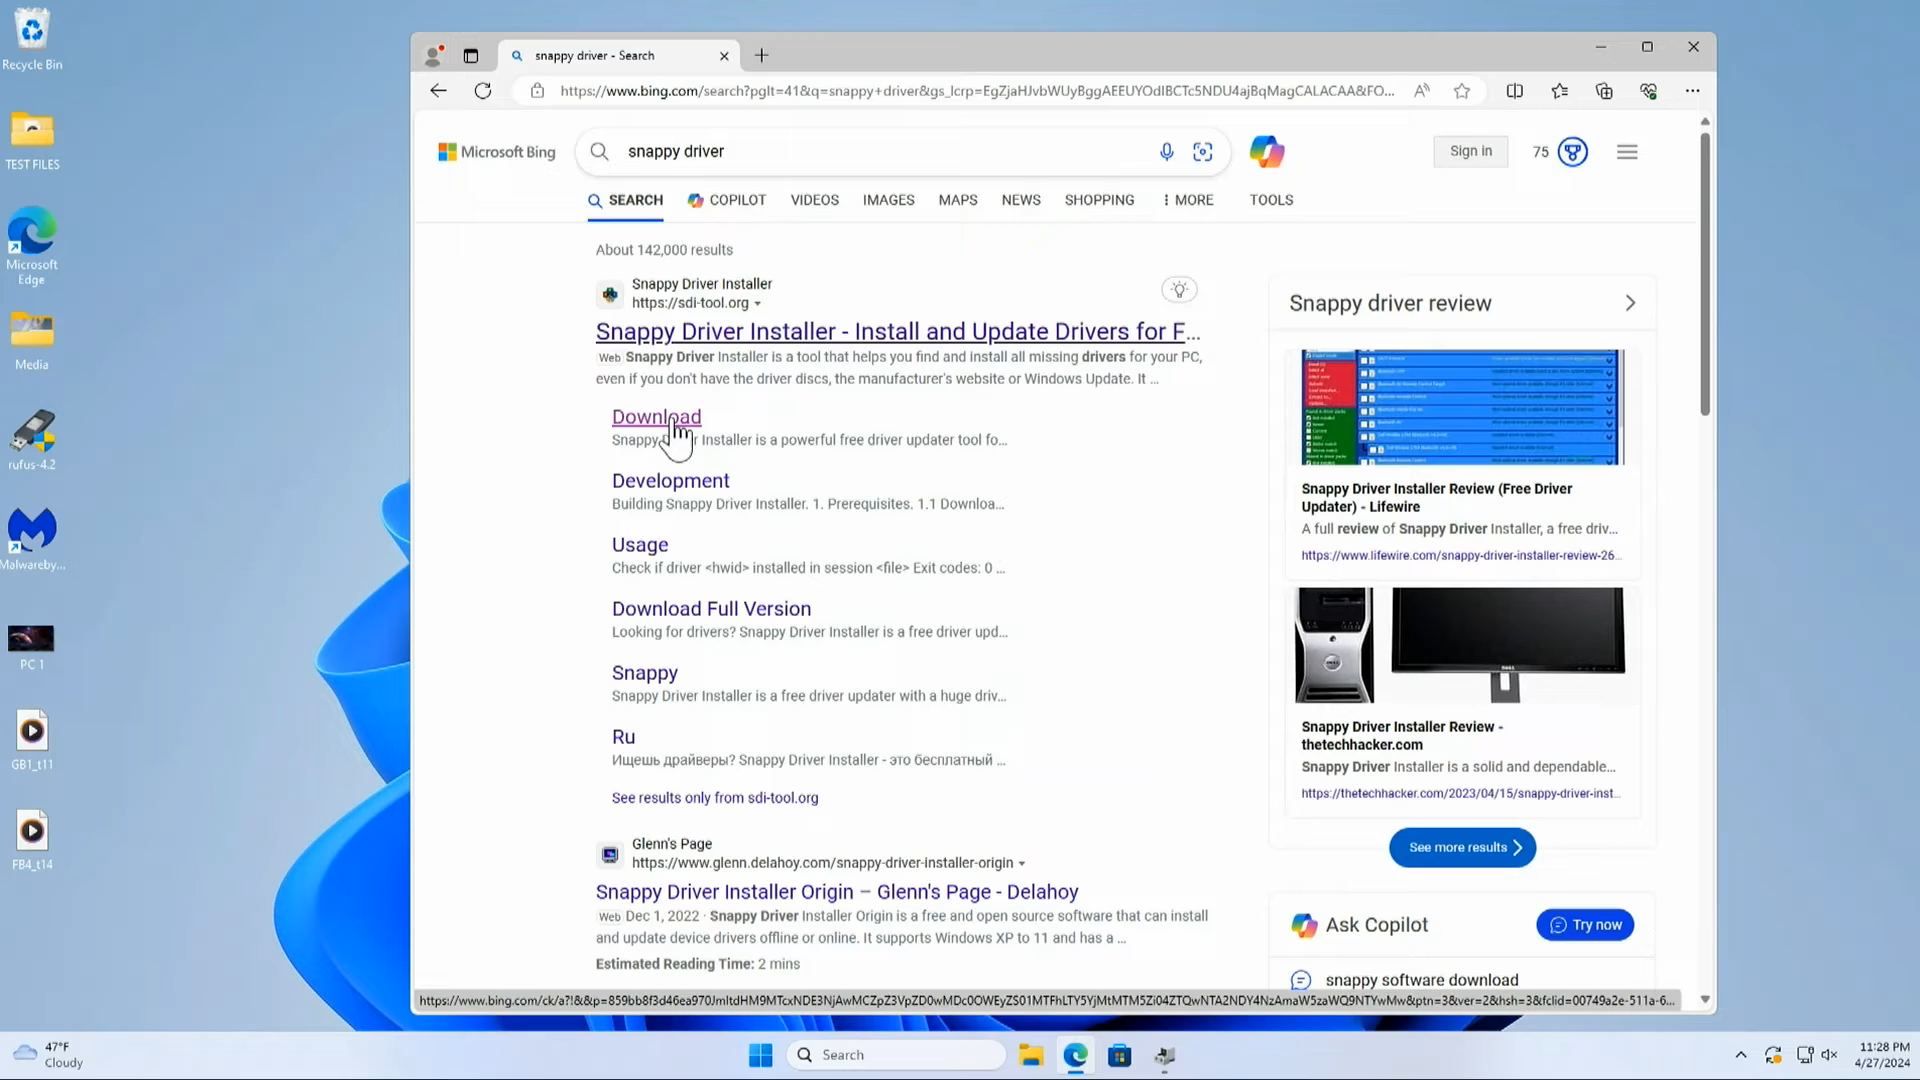 Recycle Bin
TEST FILES
Microsoft
Edge
Media
rufus-4.2
Malwareby...
PC 1
GB1_t11
FB4_t14
snappy driver - Search
https://www.bing.com/search?pglt=41&q=snappy+driver&gs_lcrp=EgZjaHJvbWUyBggAEEUYOdIBCTc5NDU4ajBqMagCALACAA&FO...
Microsoft Bing
snappy driver
Sign in
75
SEARCH
COPILOT
VIDEOS
IMAGES
MAPS
NEWS
SHOPPING
MORE
TOOLS
About 142,000 results
Snappy Driver Installer
https://sdi-tool.org
Snappy Driver Installer - Install and Update Drivers for F...
Web Snappy Driver Installer is a tool that helps you find and install all missing drivers for your PC,
even if you don't have the driver discs, the manufacturer's website or Windows Update. It ...
Download
Snappy Installer is a powerful free driver updater tool fo...
Development
Building Snappy Driver Installer. 1. Prerequisites. 1.1 Downloa...
Usage
Check if driver <hwid> installed in session <file> Exit codes: 0 ...
Download Full Version
Looking for drivers? Snappy Driver Installer is a free driver upd...
Snappy
Snappy Driver Installer is a free driver updater with a huge driv...
Ru
Ищешь драйверы? Snappy Driver Installer - это бесплатный ...
See results only from sdi-tool.org
Glenn's Page
https://www.glenn.delahoy.com/snappy-driver-installer-origin
Snappy Driver Installer Origin – Glenn's Page - Delahoy
Web Dec 1, 2022 · Snappy Driver Installer Origin is a free and open source software that can install
and update device drivers offline or online. It supports Windows XP to 11 and has a ...
Estimated Reading Time: 2 mins
Snappy driver review
Snappy Driver Installer Review (Free Driver
Updater) - Lifewire
A full review of Snappy Driver Installer, a free driv...
https://www.lifewire.com/snappy-driver-installer-review-26...
Snappy Driver Installer Review -
thetechhacker.com
Snappy Driver Installer is a solid and dependable...
https://thetechhacker.com/2023/04/15/snappy-driver-inst...
See more results
Ask Copilot
Try now
snappy software download
47°F
Cloudy
Search
11:28 PM
4/27/2024